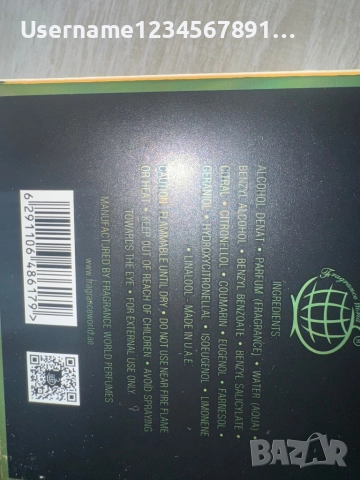 Username1234567891...
Fragrance World
®
INGREDIENTS
ALCOHOL DENAT • PARFUM (FRAGRANCE) • WATER (AQUA)
BENZYL ALCOHOL • BENZYL BENZOATE • BENZYL SALICYLATE •
CITRAL • CITRONELLOL • COUMARIN • EUGENOL • FARNESOL •
GERANIOL • HYDROXYCITRONELLAL • ISOEUGENOL • LIMONENE
• LINALOOL - MADE IN U.A.E.
CAUTION: FLAMMABLE UNTIL DRY • DO NOT USE NEAR FIRE FLAME
OR HEAT • KEEP OUT OF REACH OF CHILDREN • AVOID SPRAYING
TOWARDS THE EYE • FOR EXTERNAL USE ONLY
MANUFACTURED BY FRAGRANCE WORLD PERFUMES
www.fragranceworld.ae
6 291106 486175
BAZAR
bg